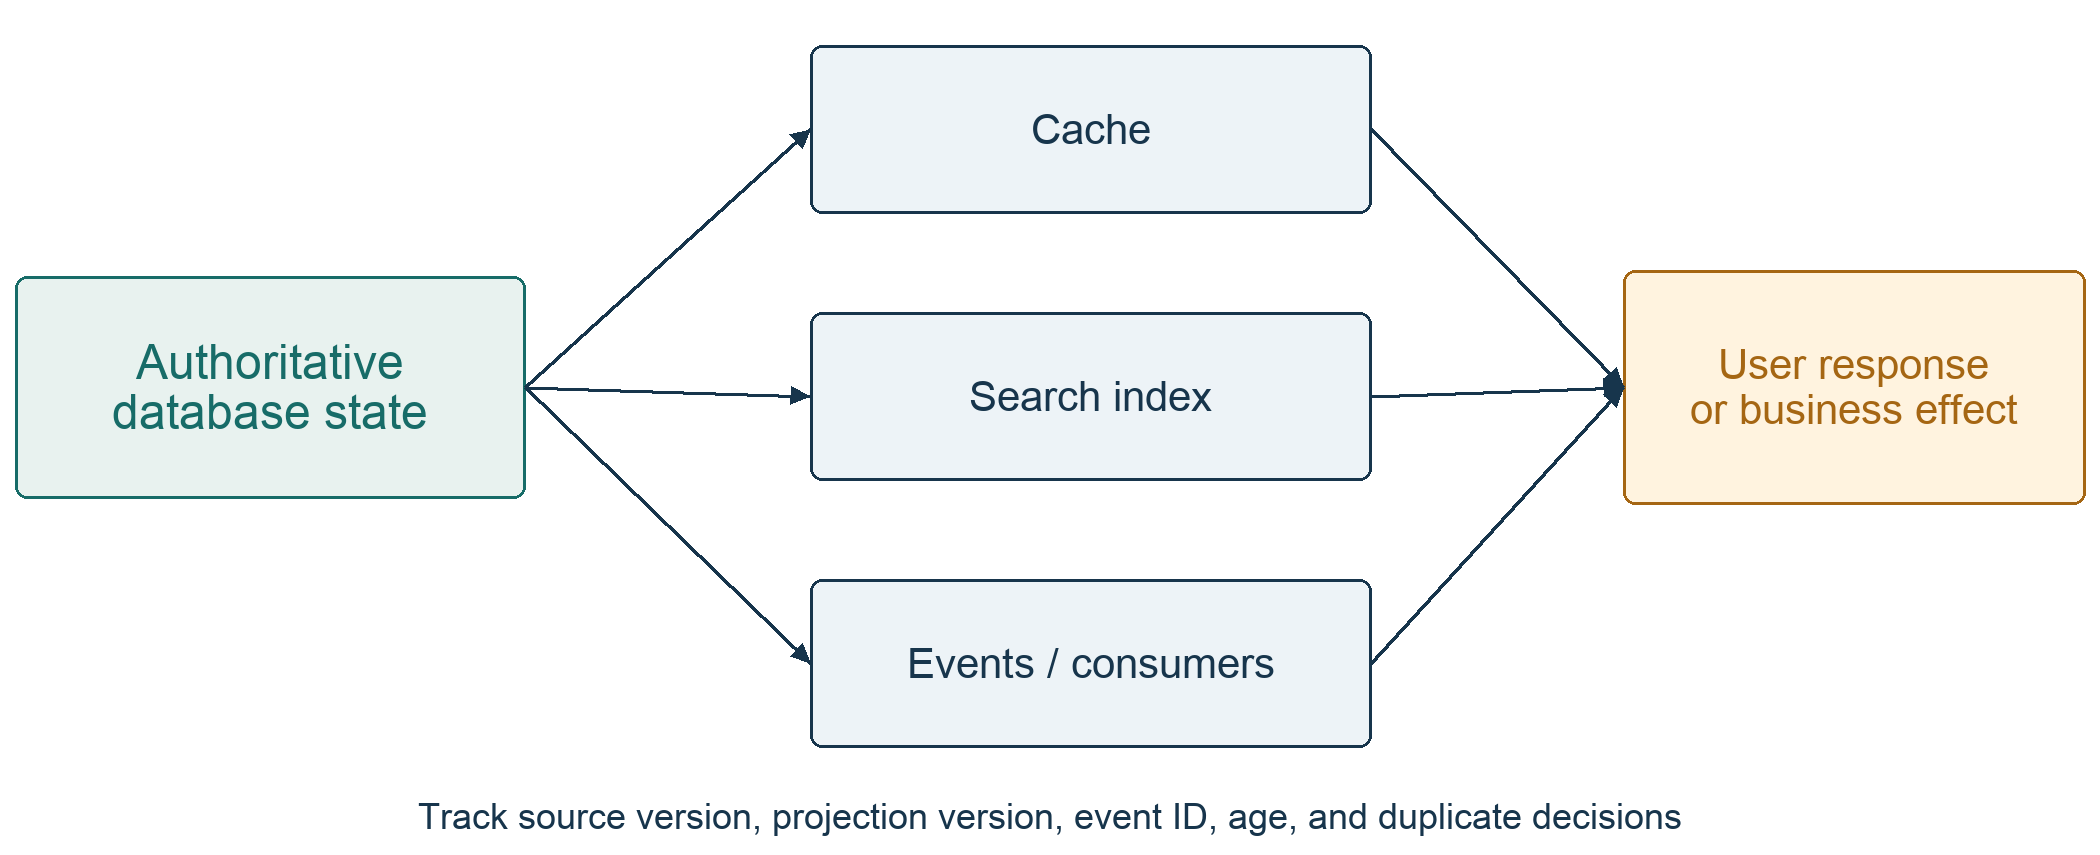 Cache
Authoritative
database state
Search index
User response
or business effect
Events / consumers
Track source version, projection version, event ID, age, and duplicate decisions